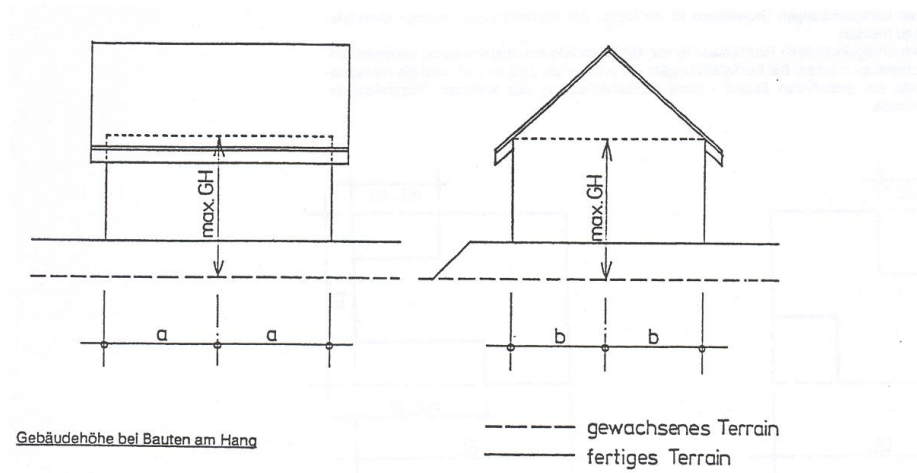 max. GH
max. GH
a
a
b
b
Gebäudehöhe bei Bauten am Hang
gewachsenes Terrain
fertiges Terrain